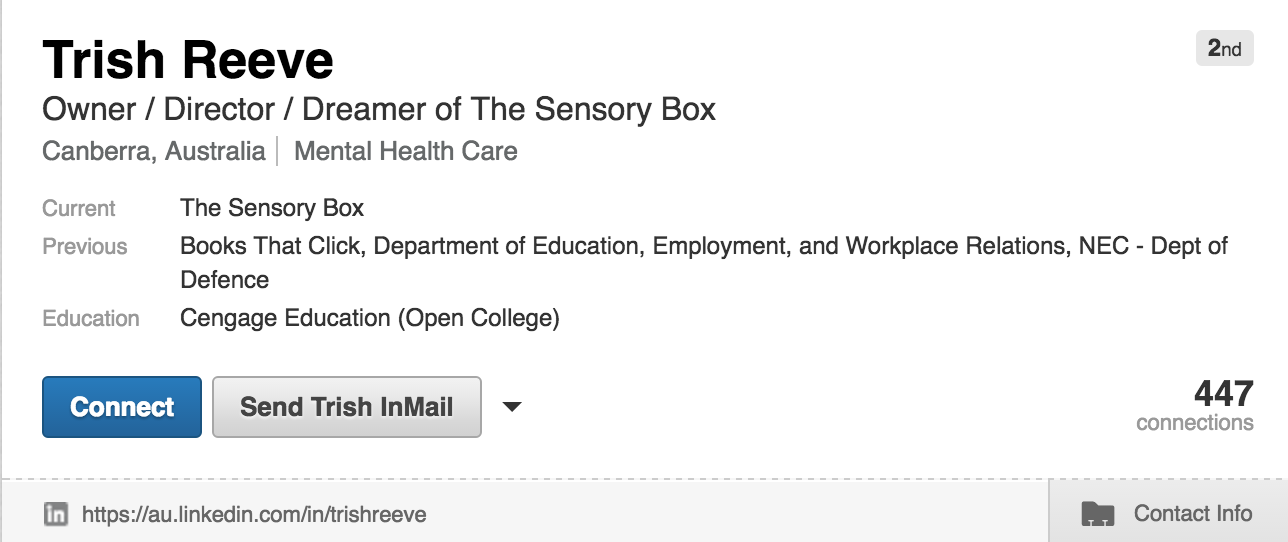 Trish Reeve
2nd
Owner / Director / Dreamer of The Sensory Box
Canberra, Australia Mental Health Care
Current The Sensory Box
Previous Books That Click, Department of Education, Employment, and Workplace Relations, NEC - Dept of
Defence
Education Cengage Education (Open College)
Connect Send Trish InMail
447
connections
in https://au.linkedin.com/in/trishreeve Contact Info